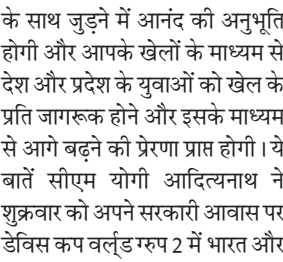 के साथ जुड़ने में आनंद की अनुभूति
होगी और आपके खेलों के माध्यम से
देश और प्रदेश के युवाओं को खेल के
प्रति जागरूक होने और इसके माध्यम
से आगे बढ़ने की प्रेरणा प्राप्त होगी। ये
बातें सीएम योगी आदित्यनाथ ने
शुक्रवार को अपने सरकारी आवास पर
डेविस कप वर्ल्ड ग्रुप 2 में भारत और